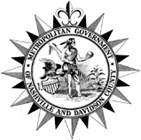 METROPOLITAN GOVERNMENT
OF NASHVILLE AND DAVIDSON COUNTY